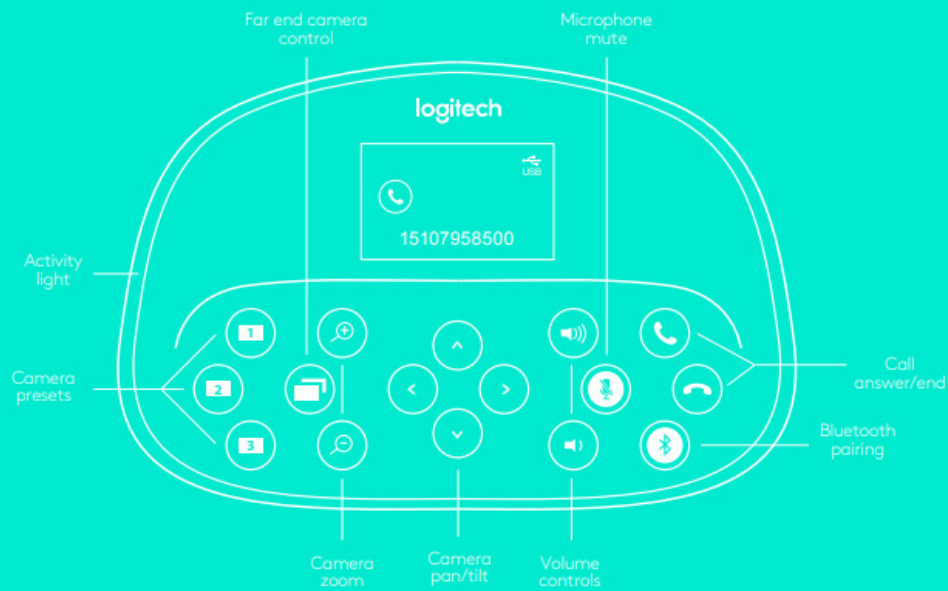 Far end camera
control
Microphone
mute
logitech
USB
15107958500
Activity
light
1
2
3
Camera
presets
Call
answer/end
Bluetooth
pairing
Camera
zoom
Camera
pan/tilt
Volume
controls